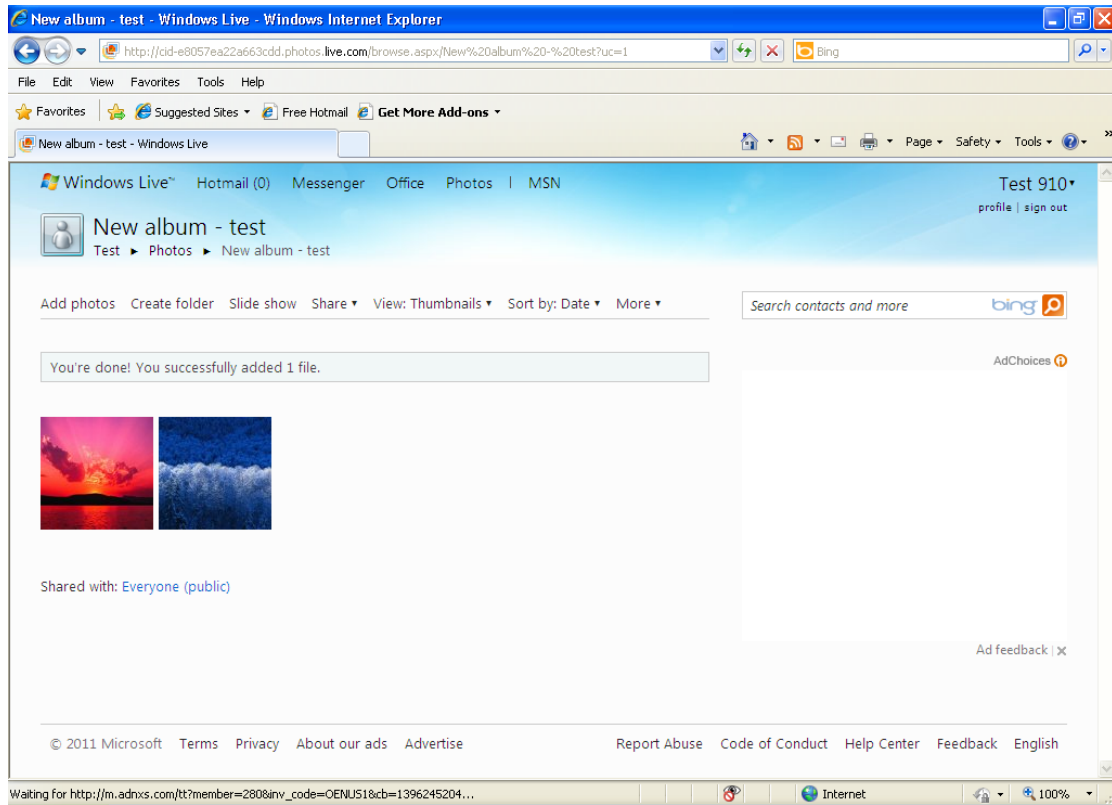 New album - test - Windows Live - Windows Internet Explorer
http://cid-e8057ea22a663cdd.photos.live.com/browse.aspx/New%20album%20-%20test?uc=1
Bing
File Edit View Favorites Tools Help
Favorites Suggested Sites Free Hotmail Get More Add-ons
New album - test - Windows Live
Page Safety Tools »
Windows Live™ Hotmail (0) Messenger Office Photos | MSN
Test 910
profile | sign out
New album - test
Test ► Photos ► New album - test
Add photos Create folder Slide show Share View: Thumbnails Sort by: Date More
Search contacts and more bing
You're done! You successfully added 1 file.
AdChoices
Shared with: Everyone (public)
Ad feedback | x
© 2011 Microsoft Terms Privacy About our ads Advertise Report Abuse Code of Conduct Help Center Feedback English
Waiting for http://m.adnxs.com/tt?member=280&inv_code=OENUS1&cb=1396245204... Internet 100%